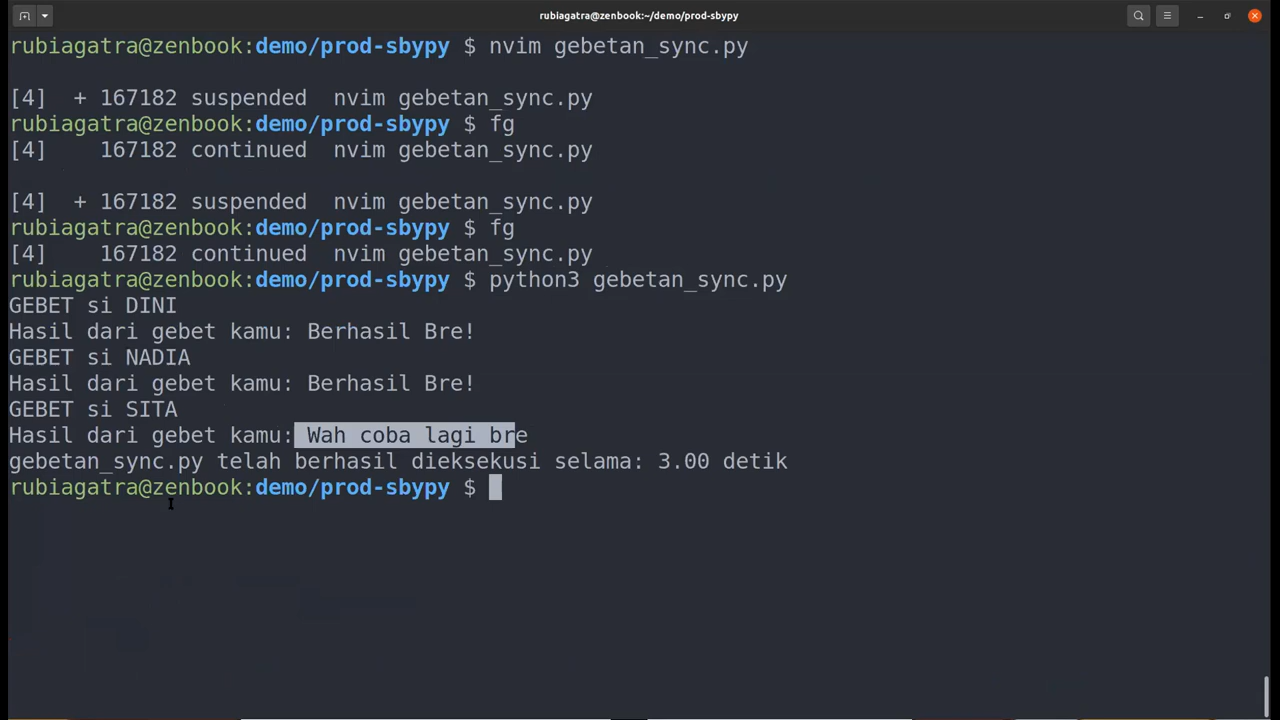 rubiagatra@zenbook:~/demo/prod-sbypy
rubiagatra@zenbook:demo/prod-sbypy $ nvim gebetan_sync.py
[4]  + 167182 suspended  nvim gebetan_sync.py
rubiagatra@zenbook:demo/prod-sbypy $ fg
[4]    167182 continued  nvim gebetan_sync.py
[4]  + 167182 suspended  nvim gebetan_sync.py
rubiagatra@zenbook:demo/prod-sbypy $ fg
[4]    167182 continued  nvim gebetan_sync.py
rubiagatra@zenbook:demo/prod-sbypy $ python3 gebetan_sync.py
GEBET si DINI
Hasil dari gebet kamu: Berhasil Bre!
GEBET si NADIA
Hasil dari gebet kamu: Berhasil Bre!
GEBET si SITA
Hasil dari gebet kamu: Wah coba lagi bre
gebetan_sync.py telah berhasil dieksekusi selama: 3.00 detik
rubiagatra@zenbook:demo/prod-sbypy $